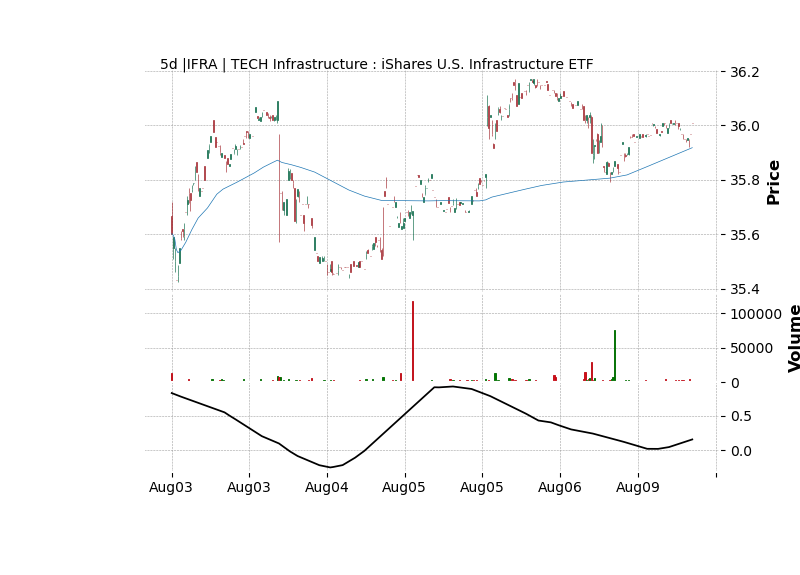 5d |IFRA | TECH Infrastructure : iShares U.S. Infrastructure ETF
36.2
36.0
35.8
35.6
35.4
Price
100000
50000
0
Volume
0.5
0.0
Aug03 Aug03 Aug04 Aug05 Aug05 Aug06 Aug09